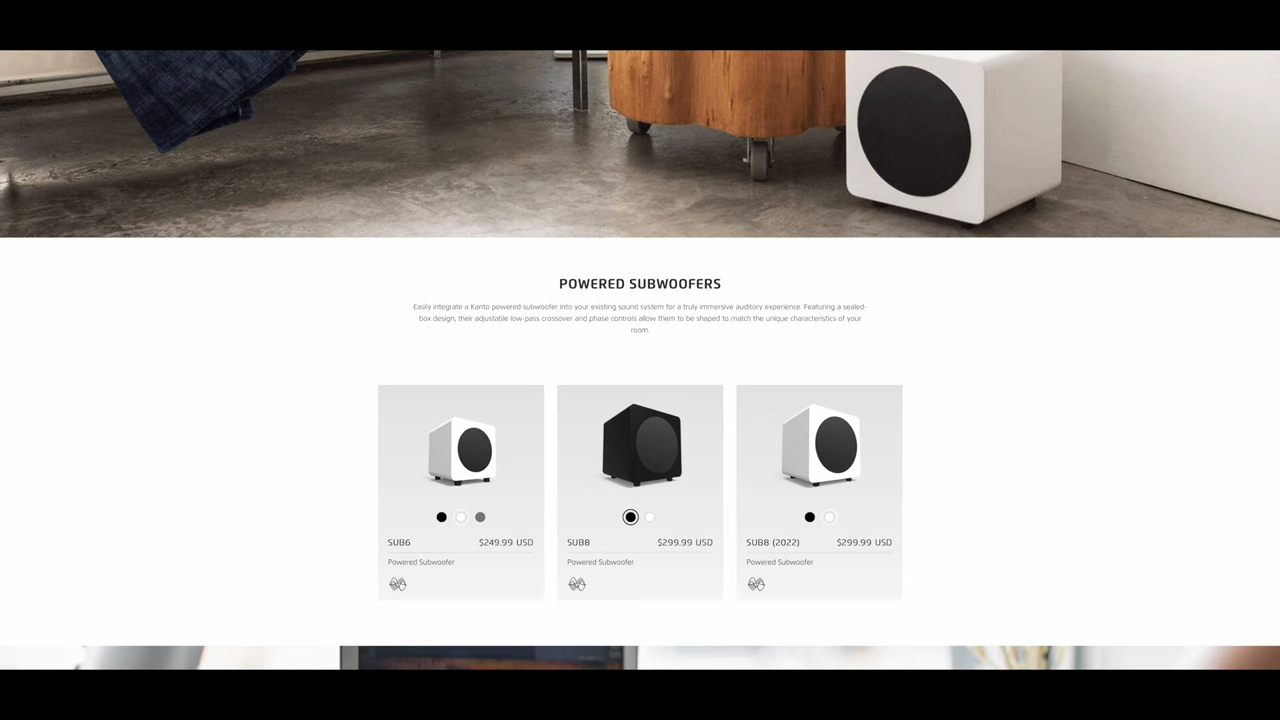 POWERED SUBWOOFERS
Easily integrate a Kanto powered subwoofer into your existing sound system for a truly immersive auditory experience. Featuring a sealed-
box design, their adjustable low-pass crossover and phase controls allow them to be shaped to match the unique characteristics of your
room.
SUB6 $249.99 USD
Powered Subwoofer
SUB8 $299.99 USD
Powered Subwoofer
SUB8 (2022) $299.99 USD
Powered Subwoofer